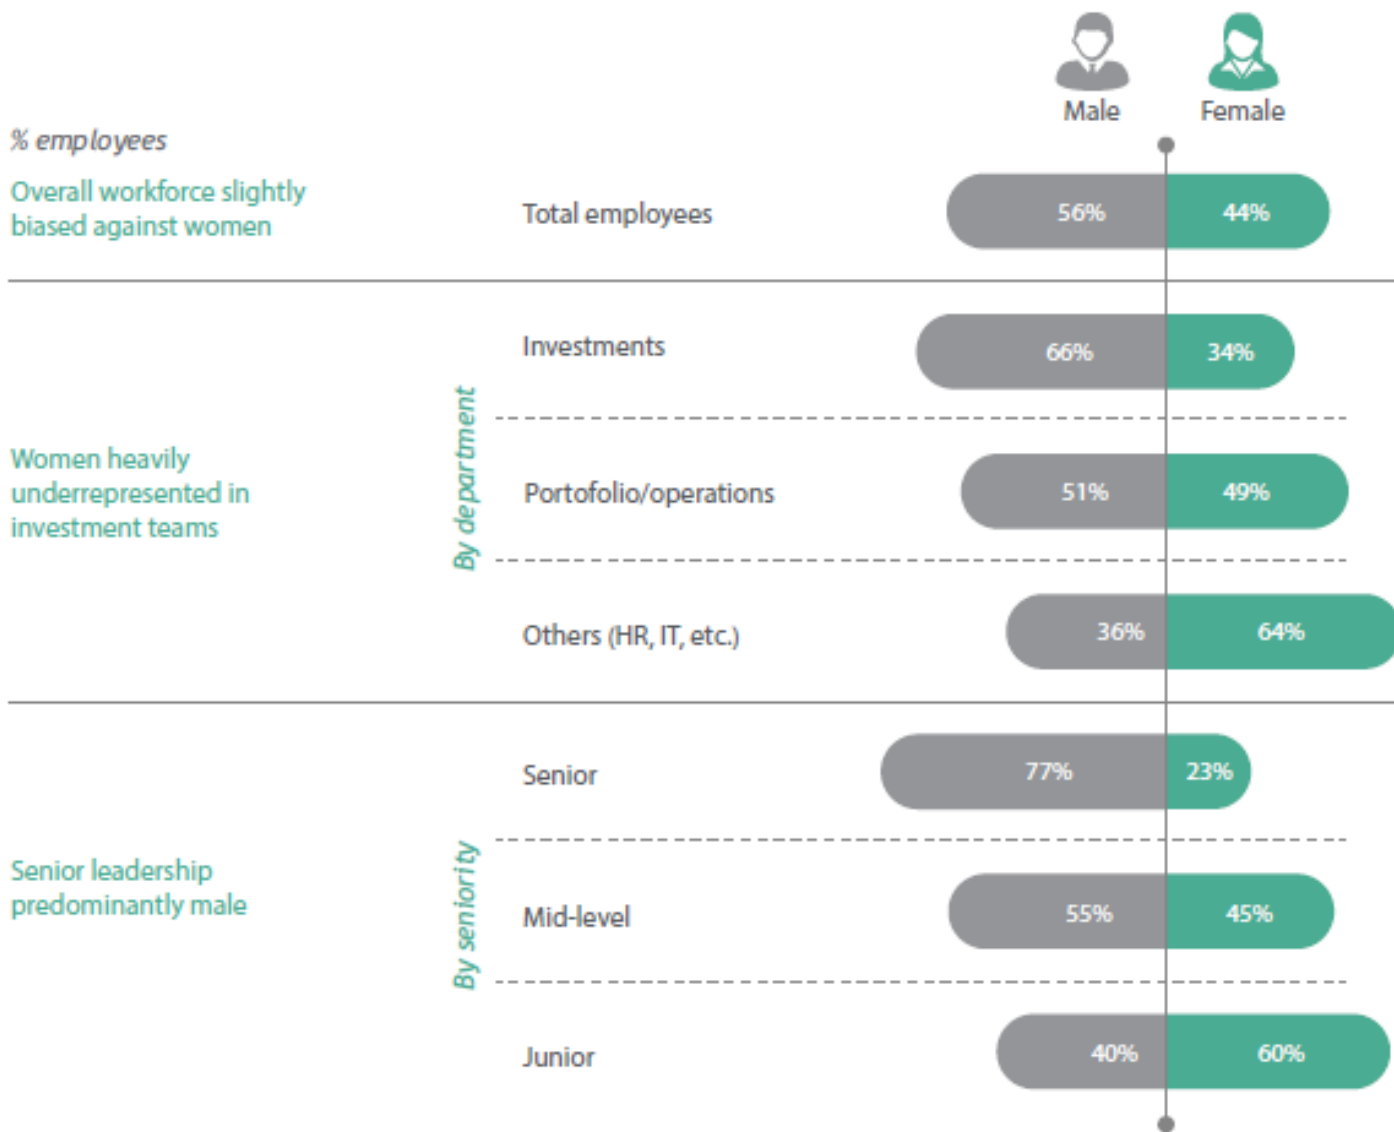 Male
Female
% employees
Overall workforce slightly
biased against women
Total employees
56%
44%
Women heavily
underrepresented in
investment teams
By department
Investments
66%
34%
Portofolio/operations
51%
49%
Others (HR, IT, etc.)
36%
64%
Senior leadership
predominantly male
By seniority
Senior
77%
23%
Mid-level
55%
45%
Junior
40%
60%